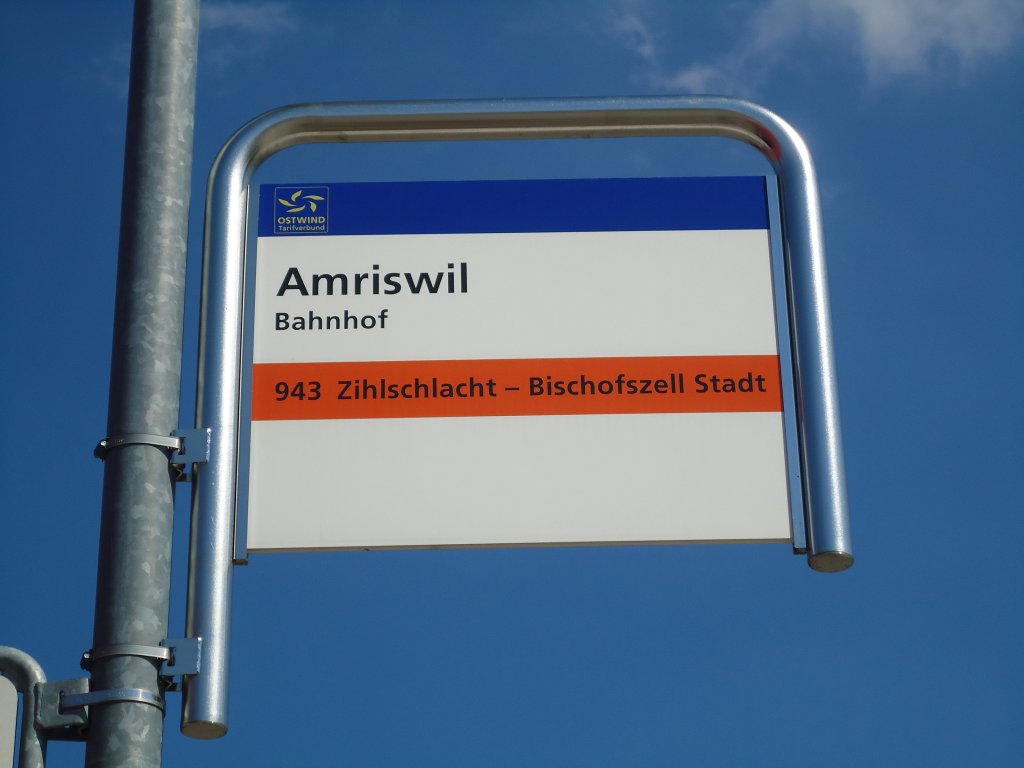 OSTWIND
Tarifverbund
Amriswil
Bahnhof
943 Zihlschlacht – Bischofszell Stadt